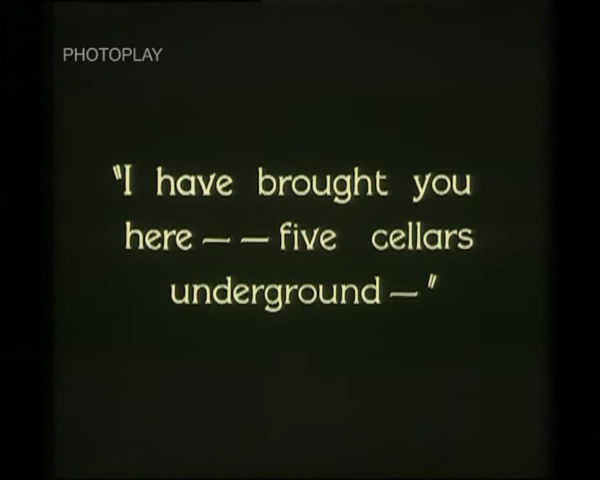 PHOTOPLAY
"I have brought you
here — — five cellars
underground — "